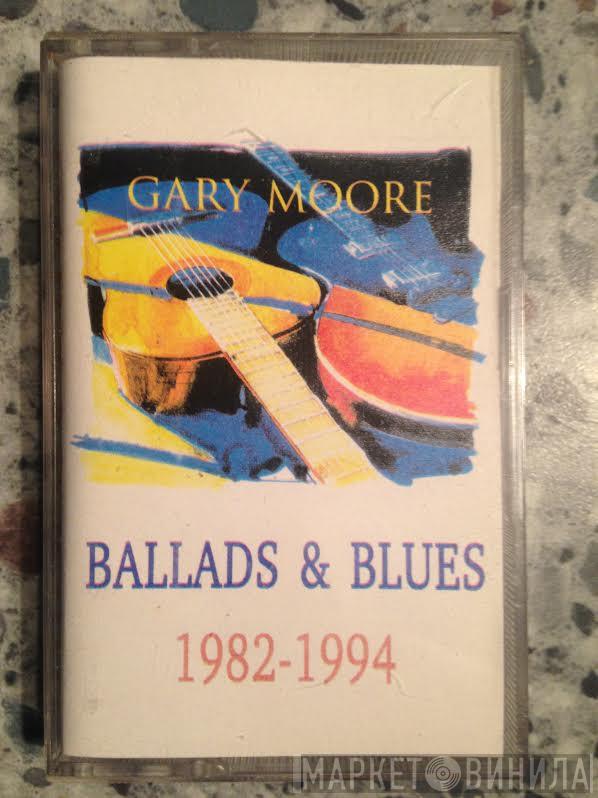 GARY MOORE
BALLADS & BLUES
1982-1994
МАРКЕТ ВИНИЛА